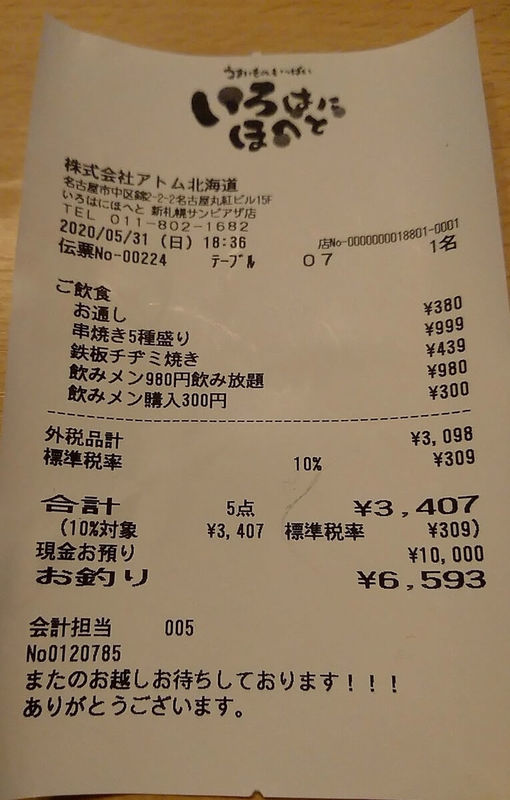 うまいものいっぱい
いろはに
ほへと
株式会社アトム北海道
名古屋市中区錦2-2-2名古屋丸紅ビル15F
いろはにほへと 新札幌サンピアザ店
TEL 011-802-1682
2020/05/31 (日) 18:36 店No-0000000018801-0001
伝票No-00224 テーブル 07 1名
ご飲食
お通し ¥380
串焼き5種盛り ¥999
鉄板チヂミ焼き ¥439
飲みメン980円飲み放題 ¥980
飲みメン購入300円 ¥300
外税品計 ¥3,098
標準税率 10% ¥309
合計 5点 ¥3,407
(10%対象 ¥3,407 標準税率 ¥309)
現金お預り ¥10,000
お釣り ¥6,593
会計担当 005
No0120785
またのお越しお待ちしております!!!
ありがとうございます。